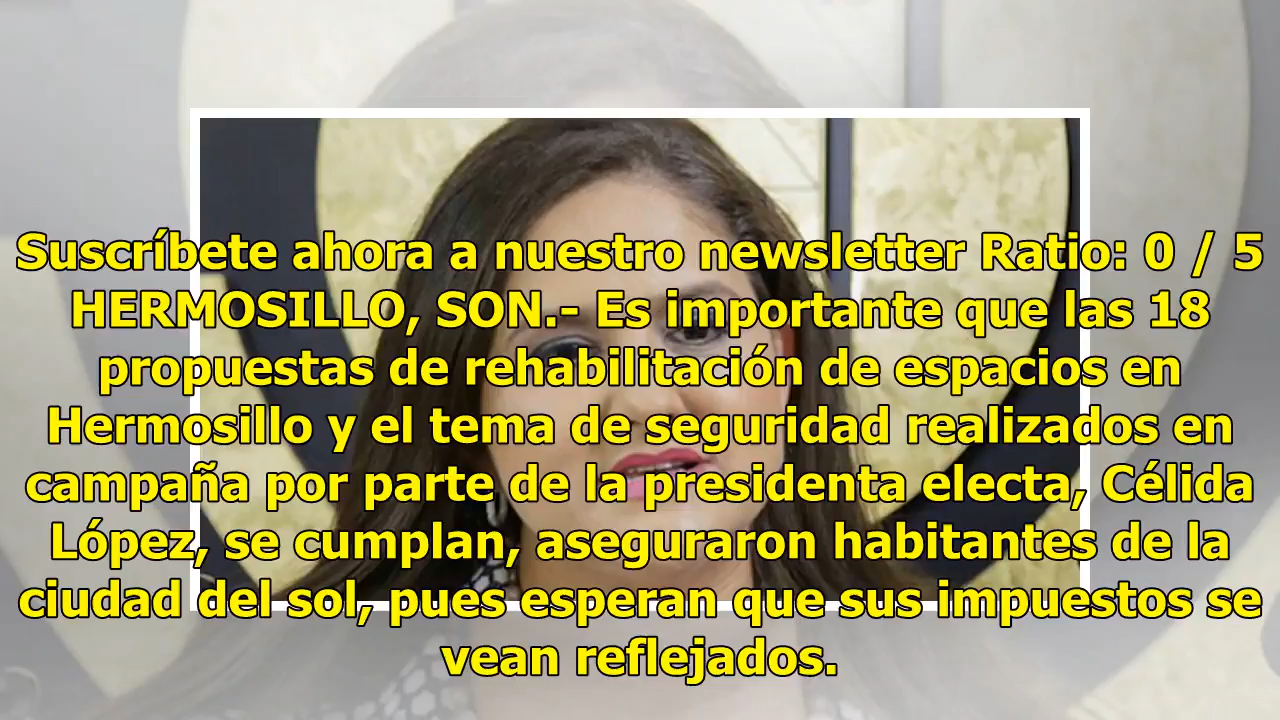 Suscríbete ahora a nuestro newsletter Ratio: 0 / 5
HERMOSILLO, SON.- Es importante que las 18
propuestas de rehabilitación de espacios en
Hermosillo y el tema de seguridad realizados en
campaña por parte de la presidenta electa, Célida
López, se cumplan, aseguraron habitantes de la
ciudad del sol, pues esperan que sus impuestos se
vean reflejados.